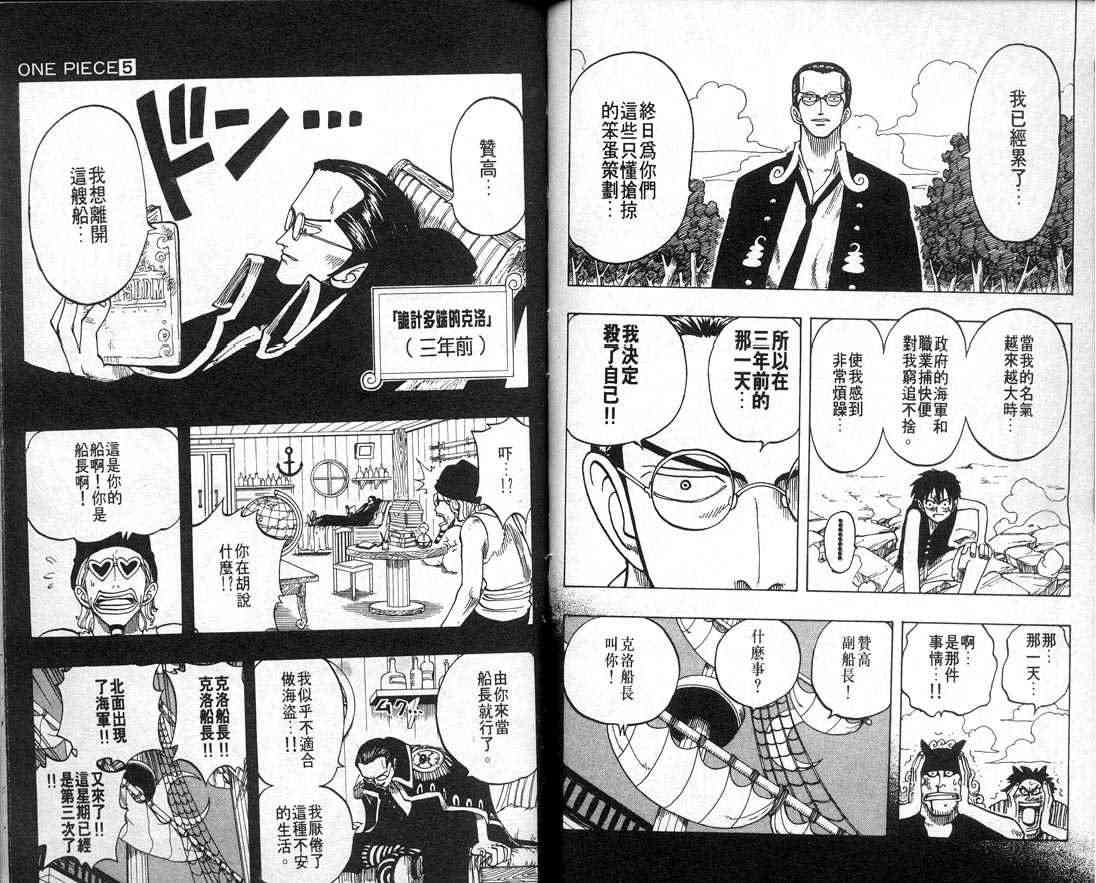 我已經累了…
終日為你們
這些只懂搶掠
的笨蛋策劃…
當我的名氣
越來越大時…
政府的海軍和
職業捕快便
對我窮追不捨。
使我感到
非常煩躁…
所以在
三年前的
那一天…
我決定
殺了自己!!
那…
那一天…
啊…
是那件
事情…!!
贊高
副船長!
什麼事?
克洛船長
叫你!
ONE PIECE 5
贊高…
ドン…
我想離開
這艘船…
「詭計多端的克洛」
(三年前)
吓…!?
你在胡說
什麼!?
這是你的
船啊!你是
船長啊!
由你來當
船長就行了。
ムク…
我似乎不適合
做海盜…!!
我厭倦了
這種不安
的生活。
克洛船長!!
克洛船長!!
北面出現
了海軍!!
又來了!!
這星期已經
是第三次了
!!